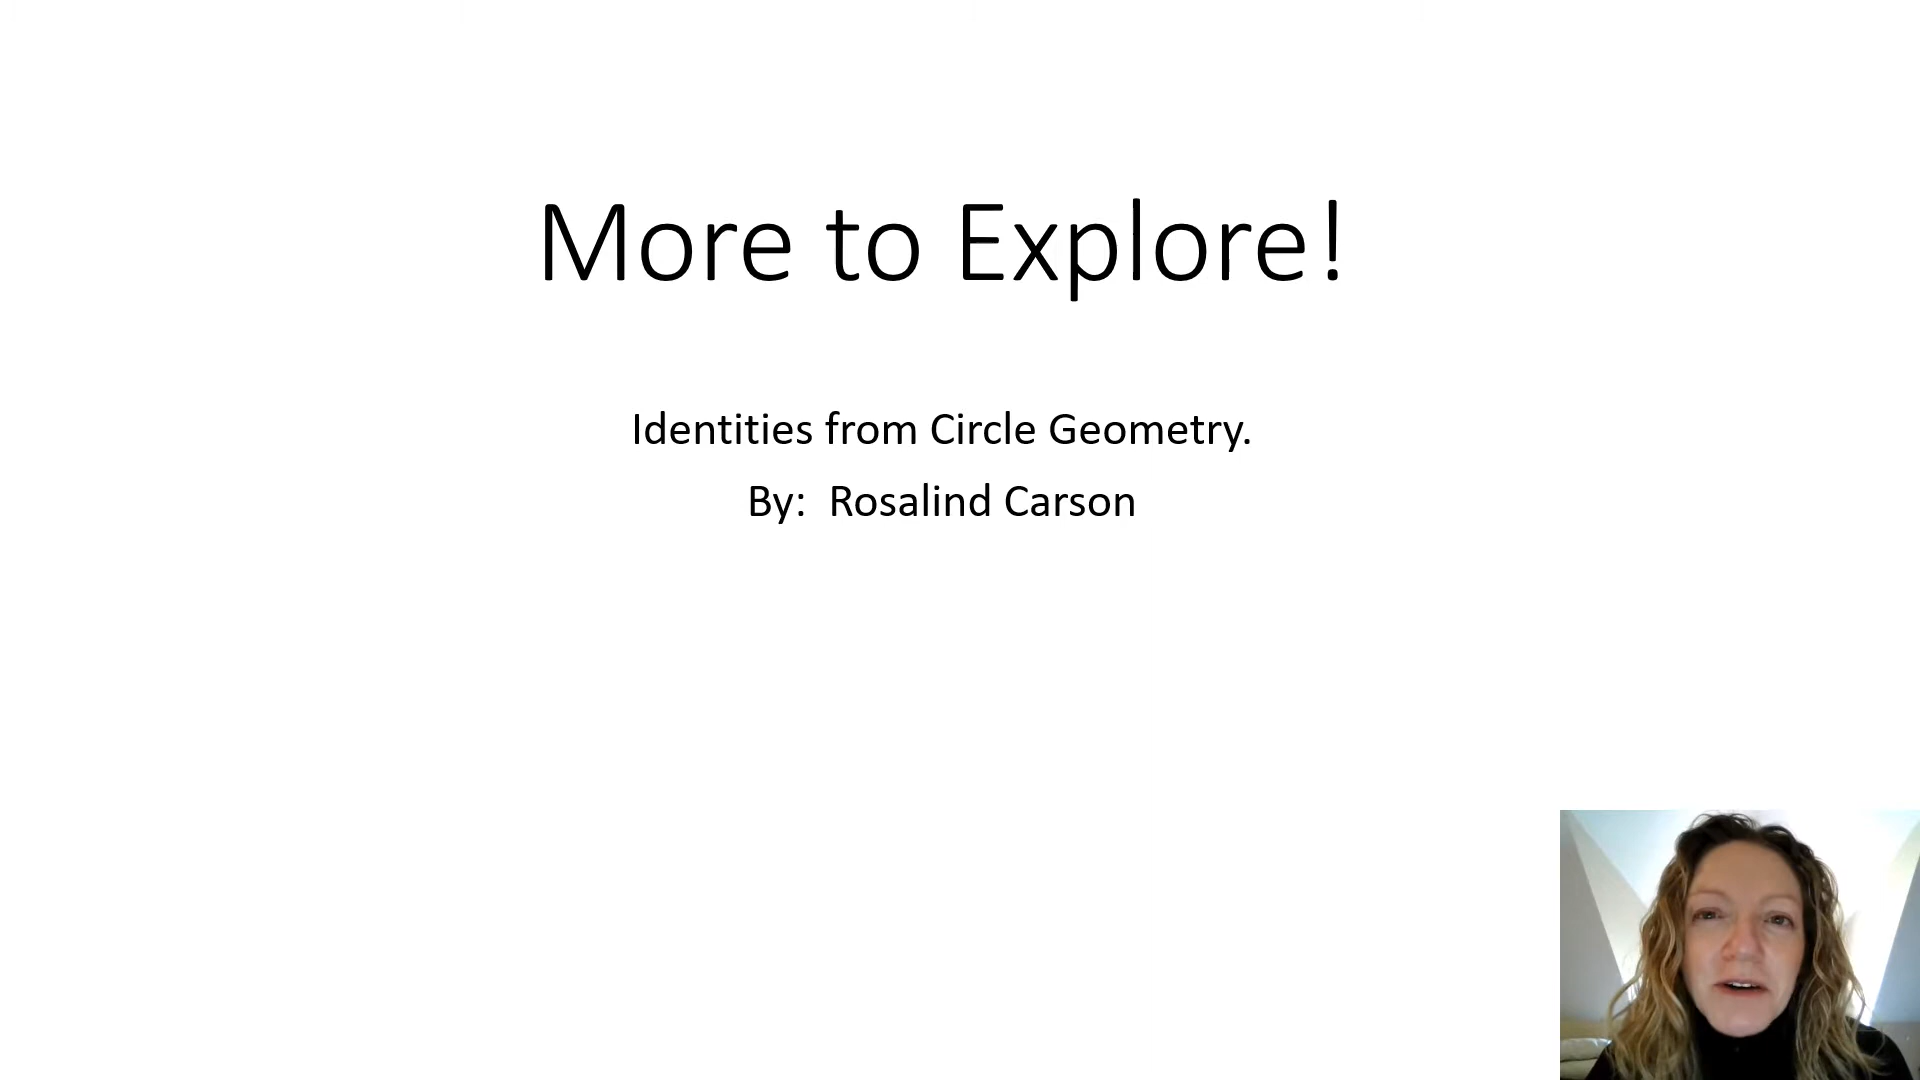 More to Explore!
Identities from Circle Geometry.
By:  Rosalind Carson